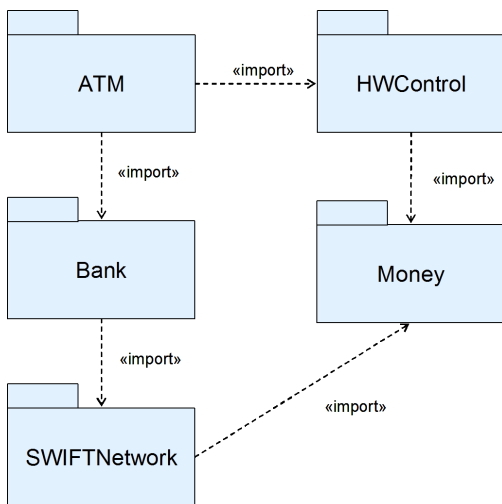 ATM
«import»
HWControl
«import»
«import»
Bank
Money
«import»
«import»
SWIFTNetwork